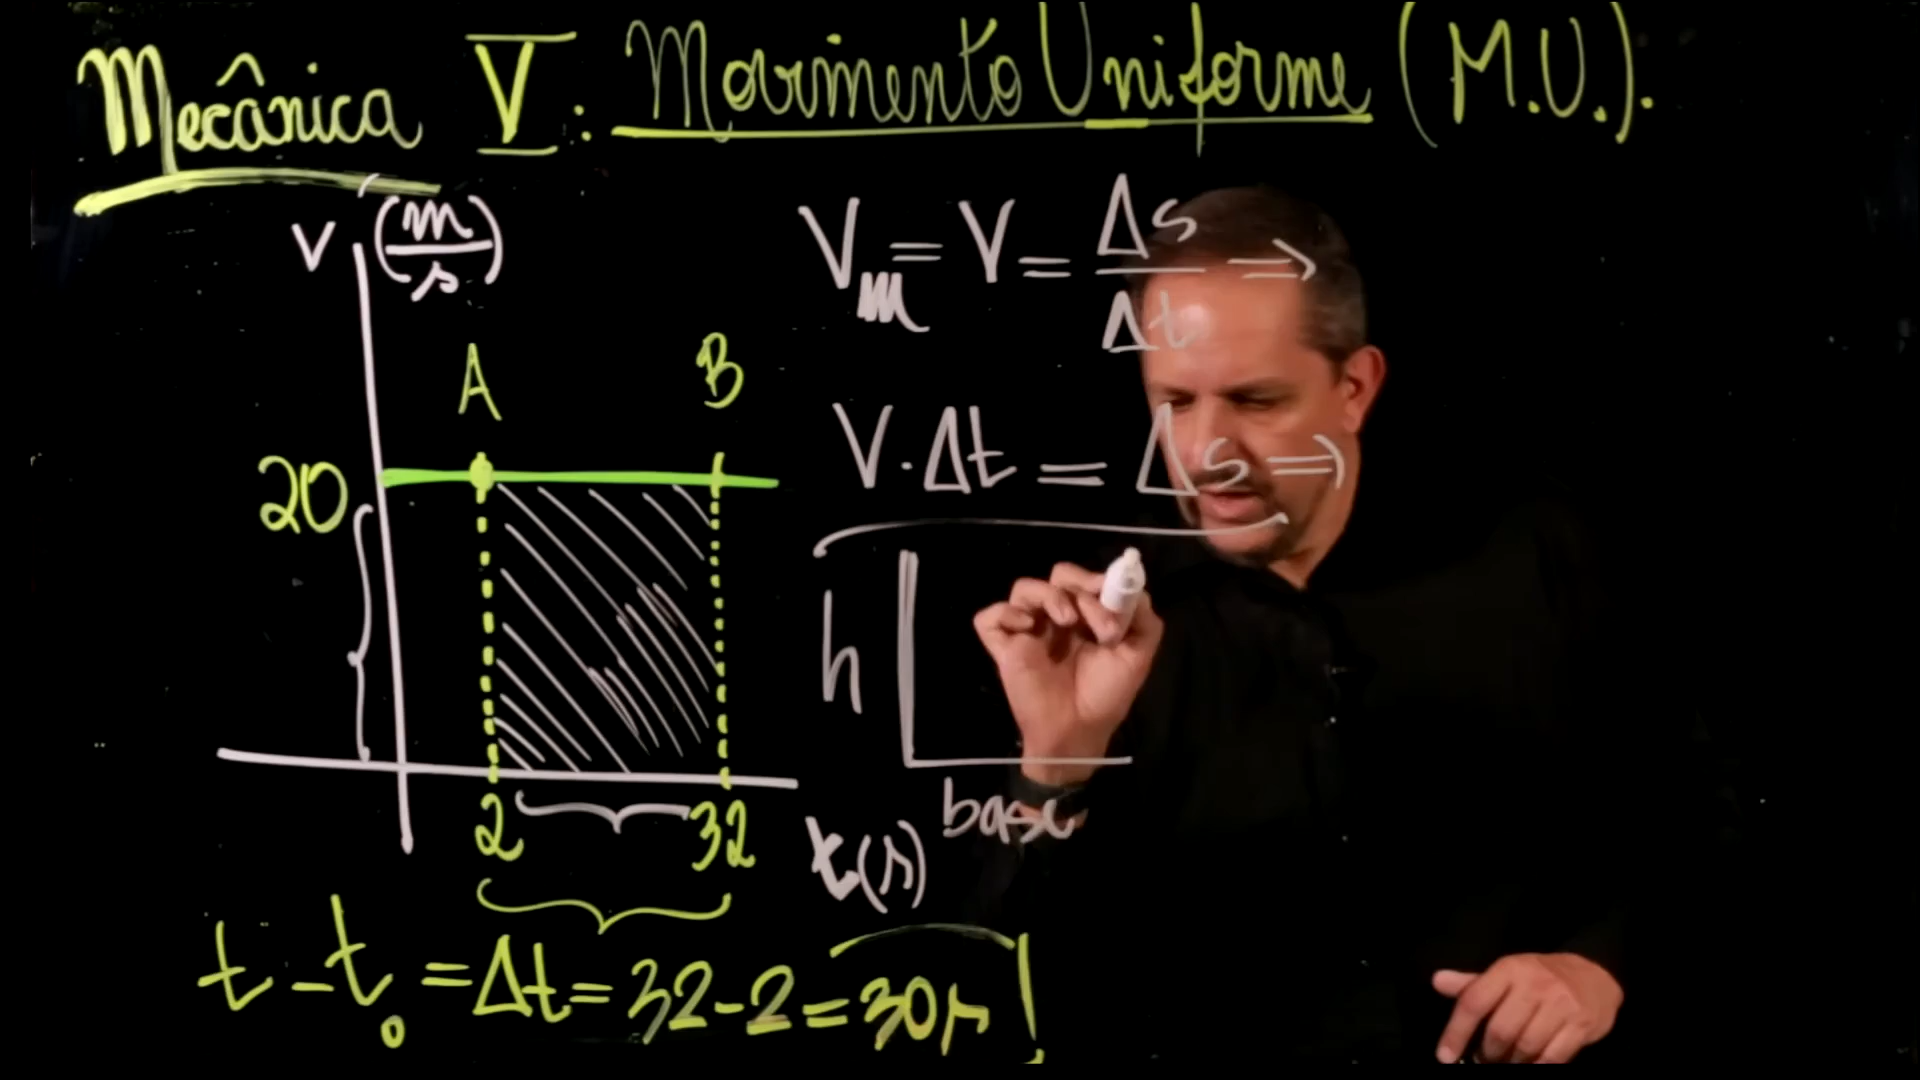 Mecânica V: Movimento Uniforme (M.U.).
V (m/s)
Vm = V = Δs/Δt ⇒
A B
V·Δt = Δs ⇒
20
h
base
2 32
t(s)
t - t₀ = Δt = 32 - 2 = 30s